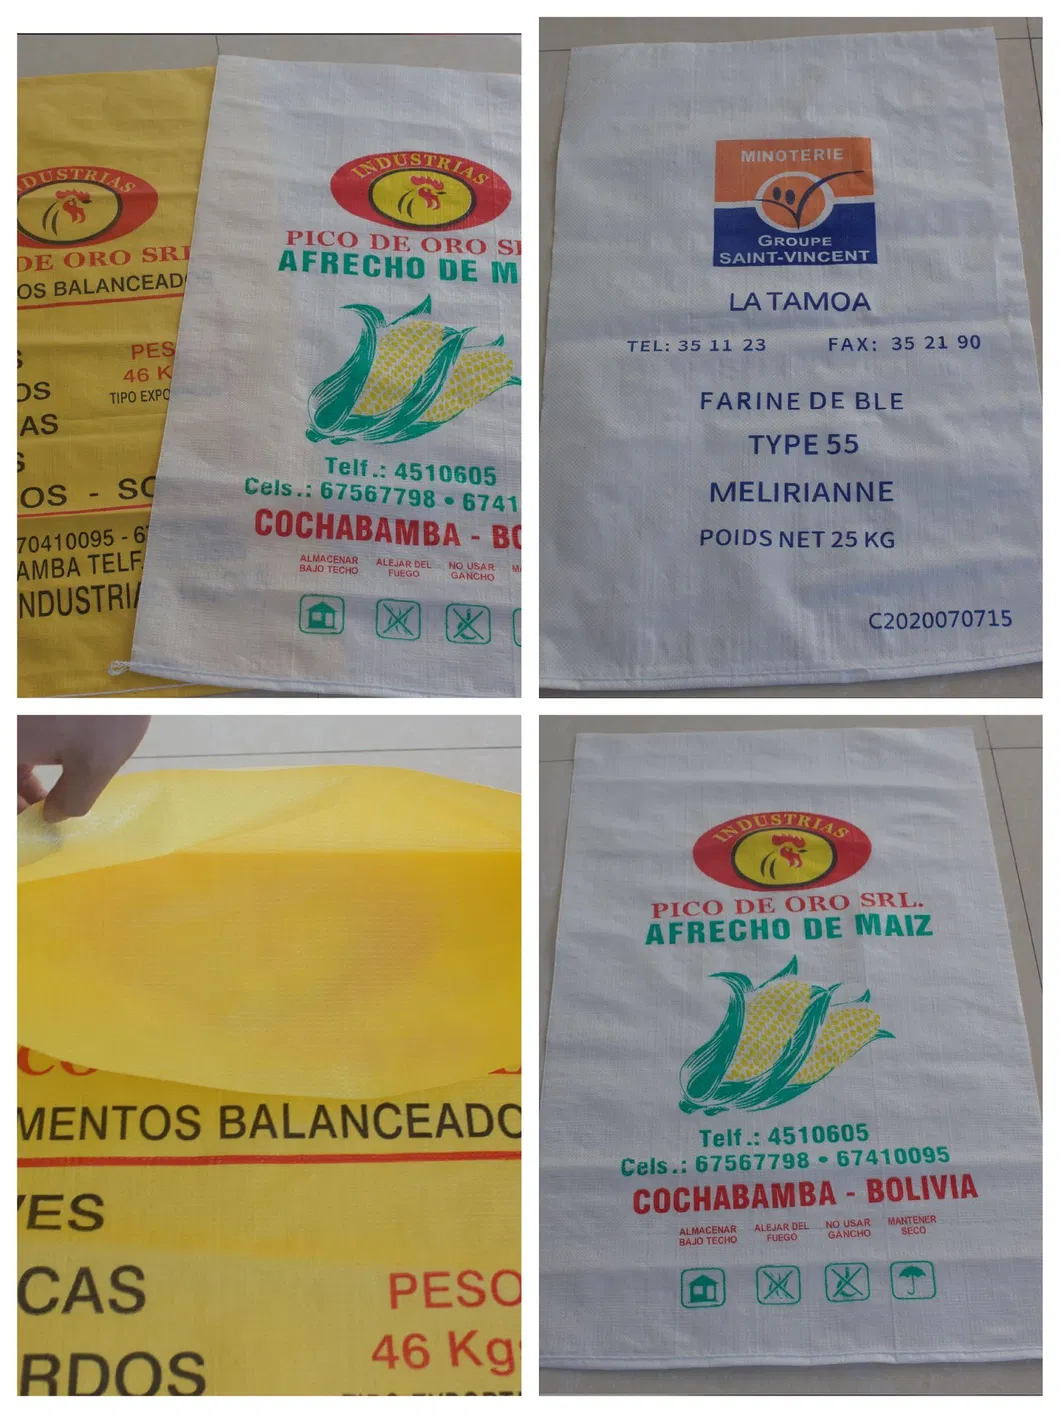 INDUSTRIAS
DE ORO SRL
OS BALANCEADO
S
PES
46 K
OS
TIPO EXPO
AS
S
OS - SO
70410095 - 6
AMBA TELF.
INDUSTRIA
INDUSTRIAS
PICO DE ORO SR
AFRECHO DE M
Telf.: 4510605
Cels.: 67567798 • 6741
COCHABAMBA - BO
ALMACENAR
BAJO TECHO
ALEJAR DEL
FUEGO
NO USAR
GANCHO
MINOTERIE
GROUPE
SAINT-VINCENT
LA TAMOA
TEL: 35 11 23 FAX: 35 21 90
FARINE DE BLE
TYPE 55
MELIRIANNE
POIDS NET 25 KG
C2020070715
CO
MENTOS BALANCEADO
YES
CAS
PESO
46 Kgs
RDOS
INDUSTRIAS
PICO DE ORO SRL.
AFRECHO DE MAIZ
Telf.: 4510605
Cels.: 67567798 • 67410095
COCHABAMBA - BOLIVIA
ALMACENAR
BAJO TECHO
ALEJAR DEL
FUEGO
NO USAR
GANCHO
MANTENER
SECO